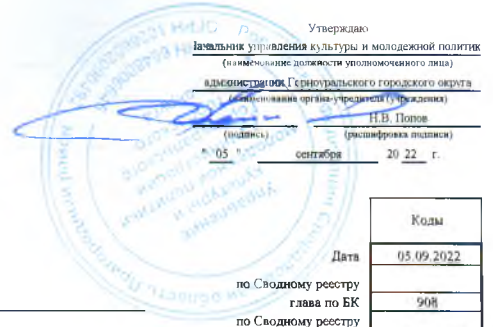 Утверждаю
Начальник управления культуры и молодежной политик
(наименование должности уполномоченного лица)
администрации Горноуральского городского округа
(наименование органа-учредителя (учреждения)
Н.В. Попов
(подпись) (расшифровка подписи)
" 05 " сентября 20 22 г.
Коды
Дата 05.09.2022
по Сводному реестру
глава по БК 908
по Сводному реестру